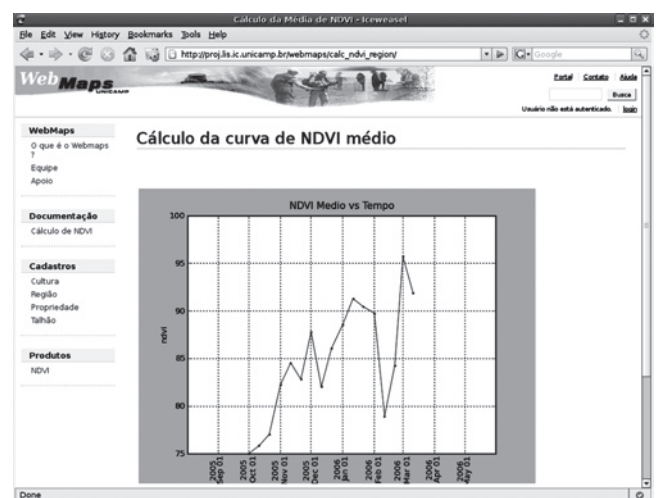 Cálculo da Média de NDVI - Iceweasel
File Edit View History Bookmarks Tools Help
http://proj.lis.ic.unicamp.br/webmaps/calc_ndvi_region/
Google
WebMaps
UNICAMP
Portal Contato Ajuda
Busca
Usuário não está autenticado. login
WebMaps
O que é o Webmaps
?
Equipe
Apoio
Documentação
Cálculo de NDVI
Cadastros
Cultura
Região
Propriedade
Talhão
Produtos
NDVI
Cálculo da curva de NDVI médio
NDVI Medio vs Tempo
100
95
90
85
80
75
ndvi
2005 Sep 01
2005 Oct 01
2005 Nov 01
2005 Dec 01
2006 Jan 01
2006 Feb 01
2006 Mar 01
2006 Apr 01
2006 May 01
Done